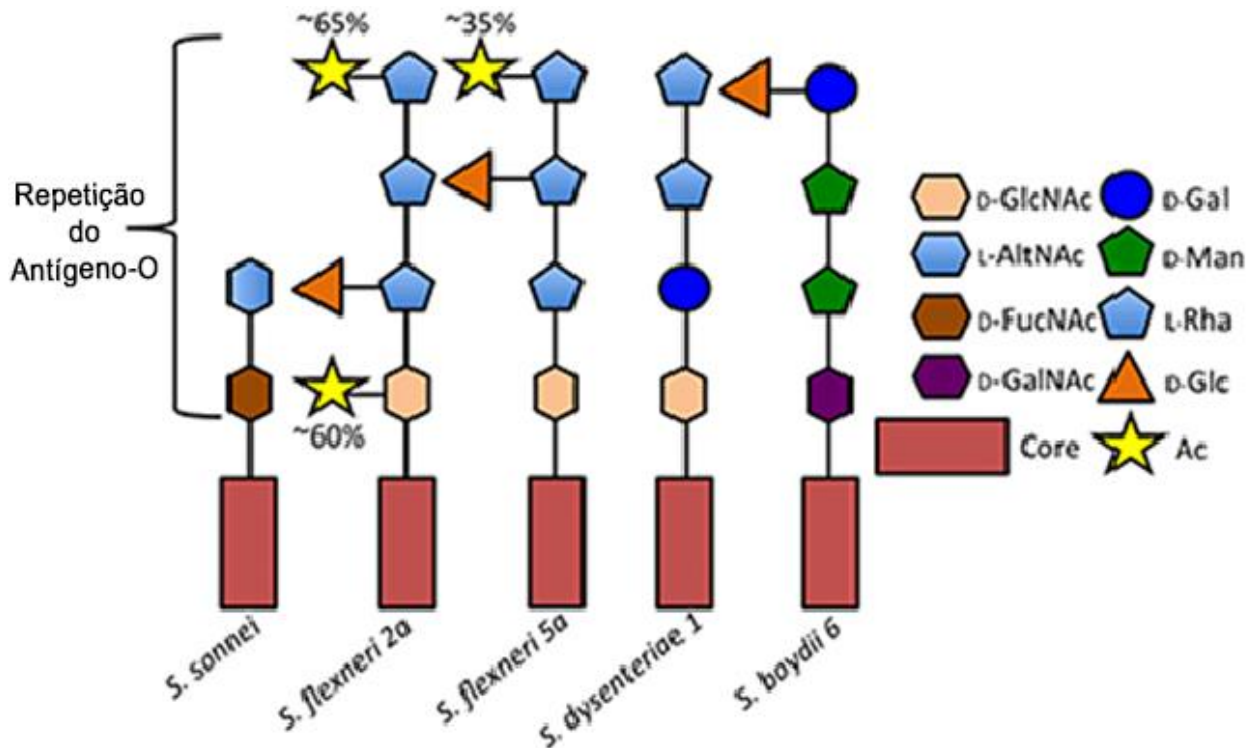 ~65%
~35%
Repetição
do
Antígeno-O
~60%
D-GlcNAc
D-Gal
L-AltNAc
D-Man
D-FucNAc
L-Rha
D-GalNAc
D-Glc
Core
Ac
S. sonnei
S. flexneri 2a
S. flexneri 5a
S. dysenteriae 1
S. boydii 6